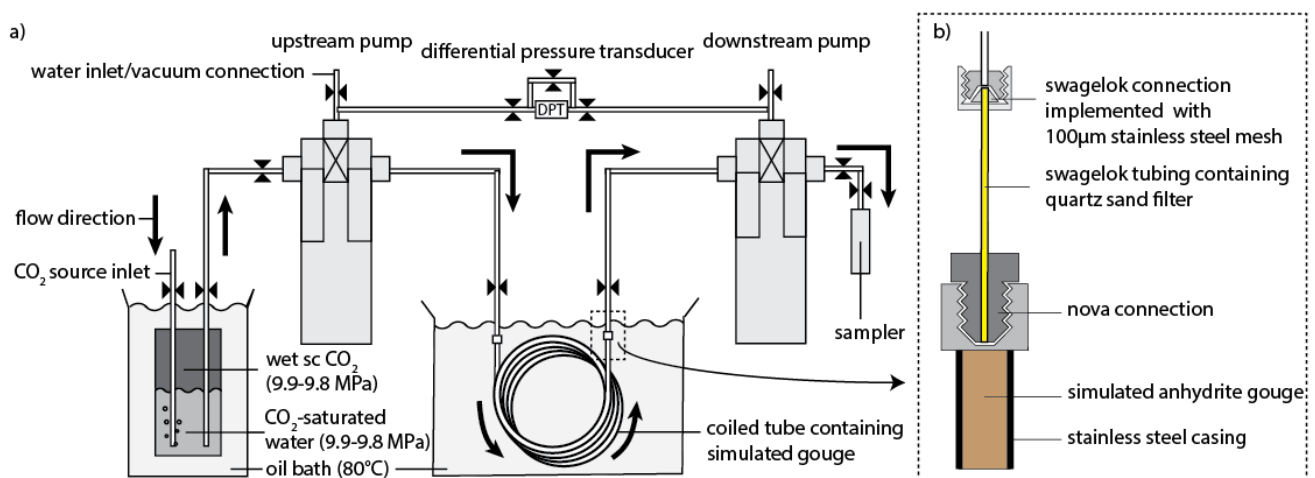 a)
upstream pump
differential pressure transducer
downstream pump
water inlet/vacuum connection
DPT
flow direction
CO₂ source inlet
sampler
wet sc CO₂
(9.9-9.8 MPa)
CO₂-saturated
water (9.9-9.8 MPa)
oil bath (80°C)
coiled tube containing
simulated gouge
b)
swagelok connection
implemented with
100μm stainless steel mesh
swagelok tubing containing
quartz sand filter
nova connection
simulated anhydrite gouge
stainless steel casing